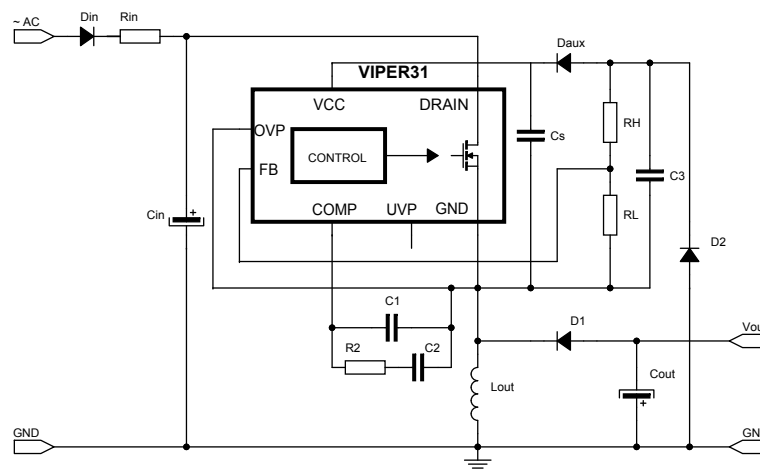 ~ AC
Din
Rin
VIPER31
Daux
VCC
DRAIN
OVP
FB
CONTROL
Cs
RH
C3
COMP
UVP
GND
RL
Cin
+
D2
C1
R2
C2
D1
Vou
Lout
Cout
+
GND
GN